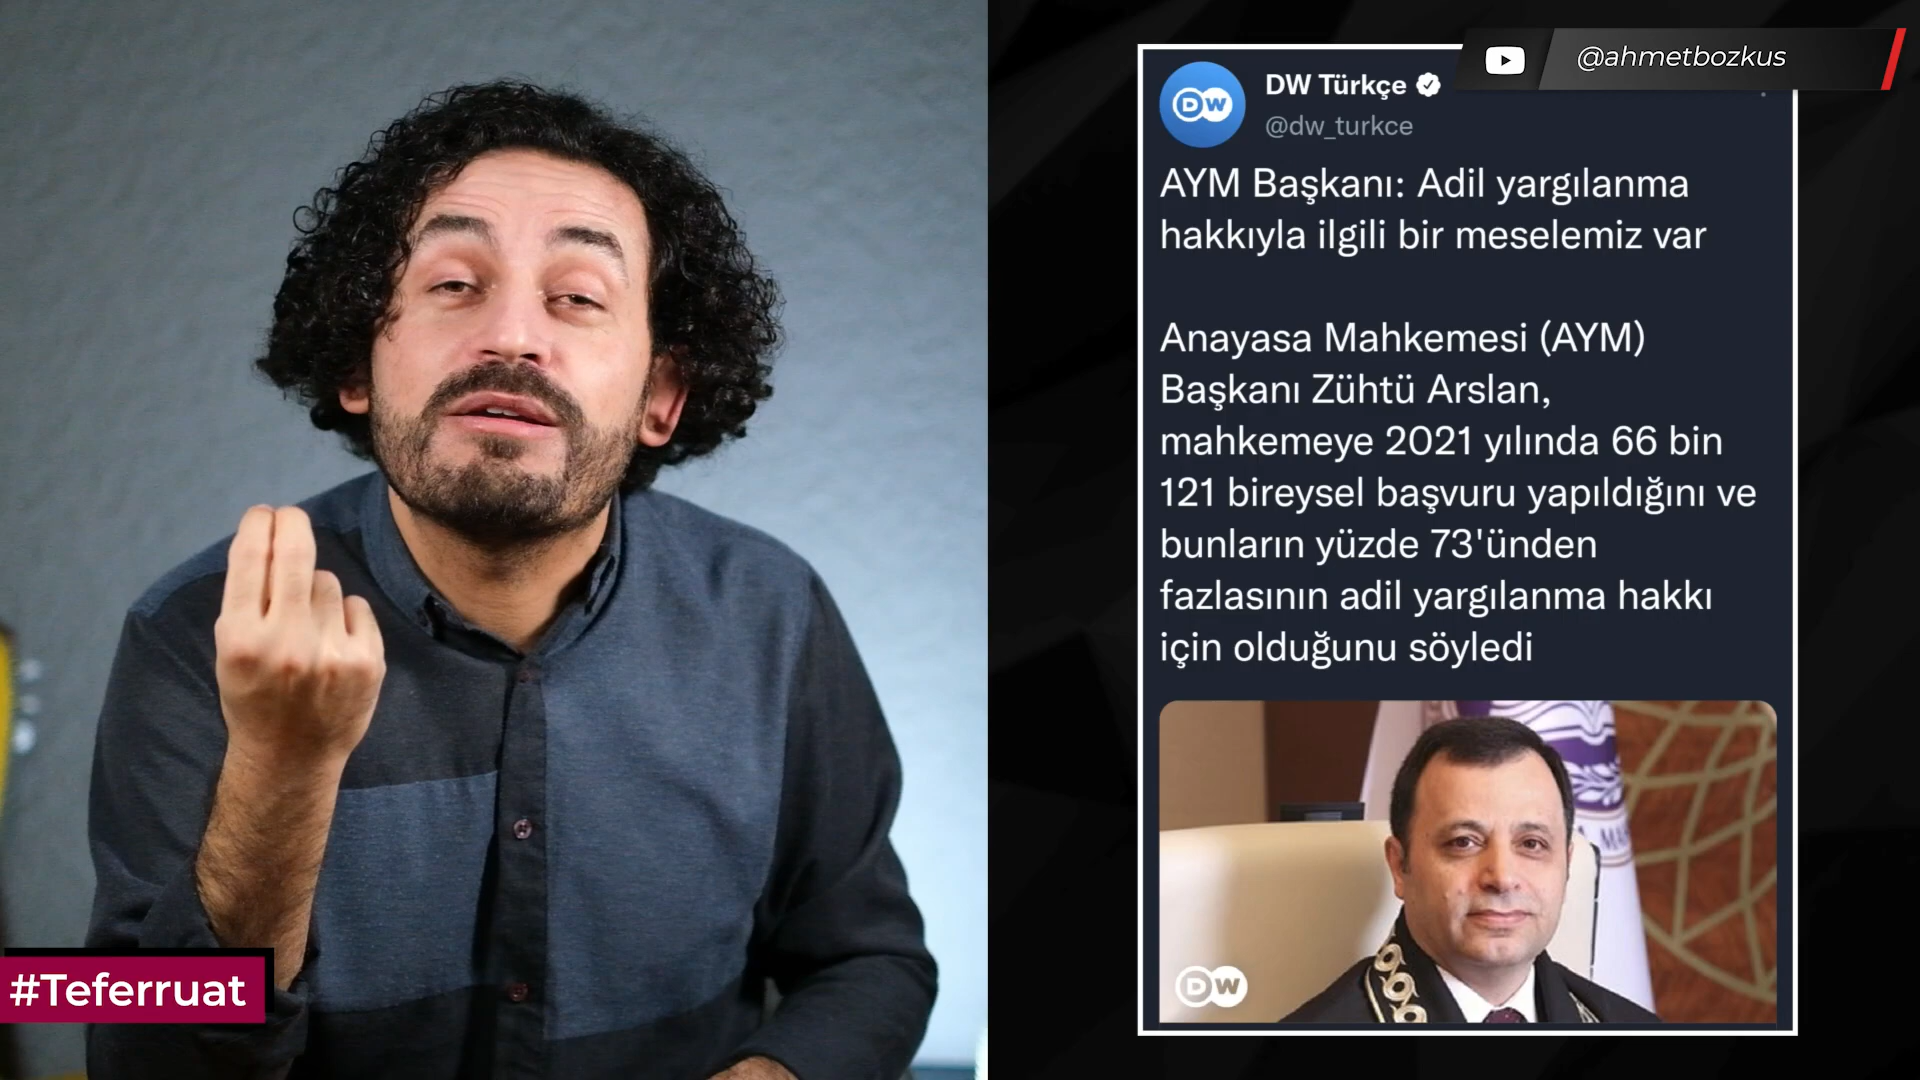 @ahmetbozkus
DW
DW Türkçe
@dw_turkce
AYM Başkanı: Adil yargılanma
hakkıyla ilgili bir meselemiz var
Anayasa Mahkemesi (AYM)
Başkanı Zühtü Arslan,
mahkemeye 2021 yılında 66 bin
121 bireysel başvuru yapıldığını ve
bunların yüzde 73'ünden
fazlasının adil yargılanma hakkı
için olduğunu söyledi
DW
#Teferruat